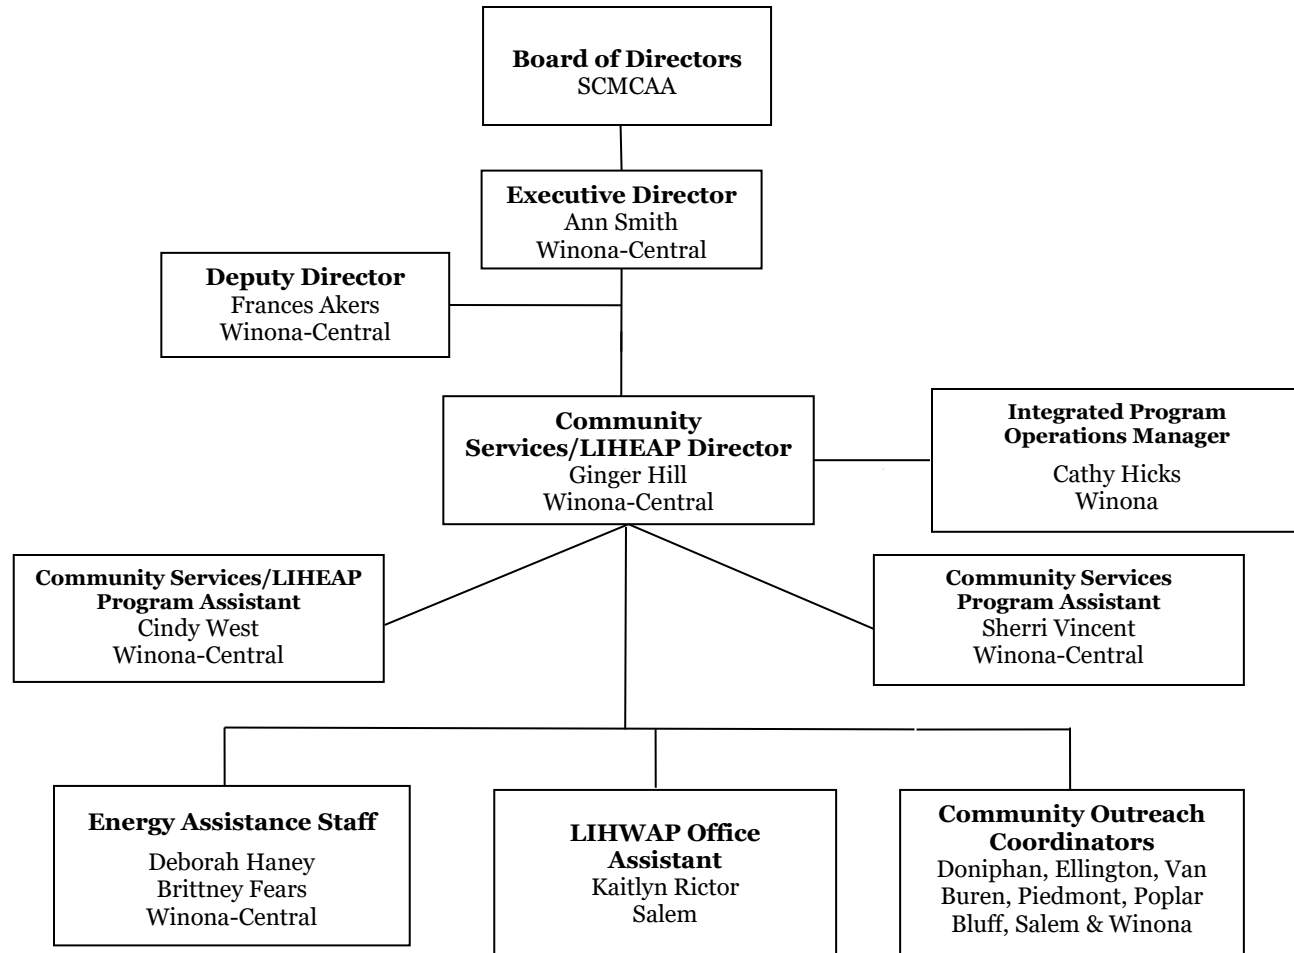 Board of Directors
SCMCAA
Executive Director
Ann Smith
Winona-Central
Deputy Director
Frances Akers
Winona-Central
Community
Services/LIHEAP Director
Ginger Hill
Winona-Central
Integrated Program
Operations Manager
Cathy Hicks
Winona
Community Services/LIHEAP
Program Assistant
Cindy West
Winona-Central
Community Services
Program Assistant
Sherri Vincent
Winona-Central
Energy Assistance Staff
Deborah Haney
Brittney Fears
Winona-Central
LIHWAP Office
Assistant
Kaitlyn Rictor
Salem
Community Outreach
Coordinators
Doniphan, Ellington, Van
Buren, Piedmont, Poplar
Bluff, Salem & Winona